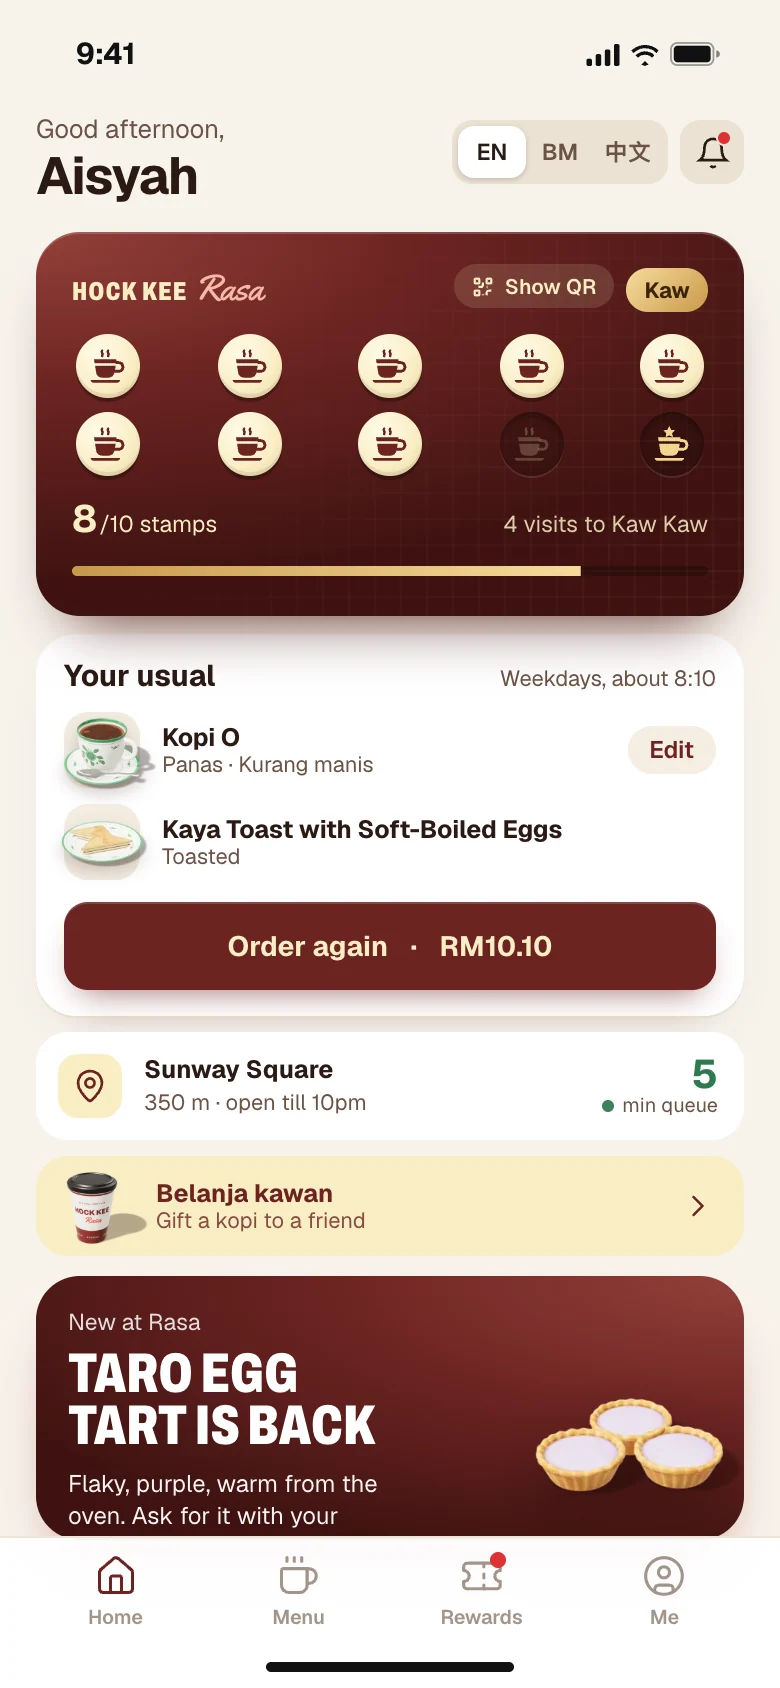 9:41
Good afternoon,
Aisyah
EN BM 中文
HOCK KEE Rasa
Show QR
Kaw
8/10 stamps
4 visits to Kaw Kaw
Your usual
Weekdays, about 8:10
Kopi O
Panas · Kurang manis
Edit
Kaya Toast with Soft-Boiled Eggs
Toasted
Order again · RM10.10
Sunway Square
350 m · open till 10pm
5
min queue
HOCK KEE
Rasa
Belanja kawan
Gift a kopi to a friend
New at Rasa
TARO EGG
TART IS BACK
Flaky, purple, warm from the
oven. Ask for it with your
Home
Menu
Rewards
Me